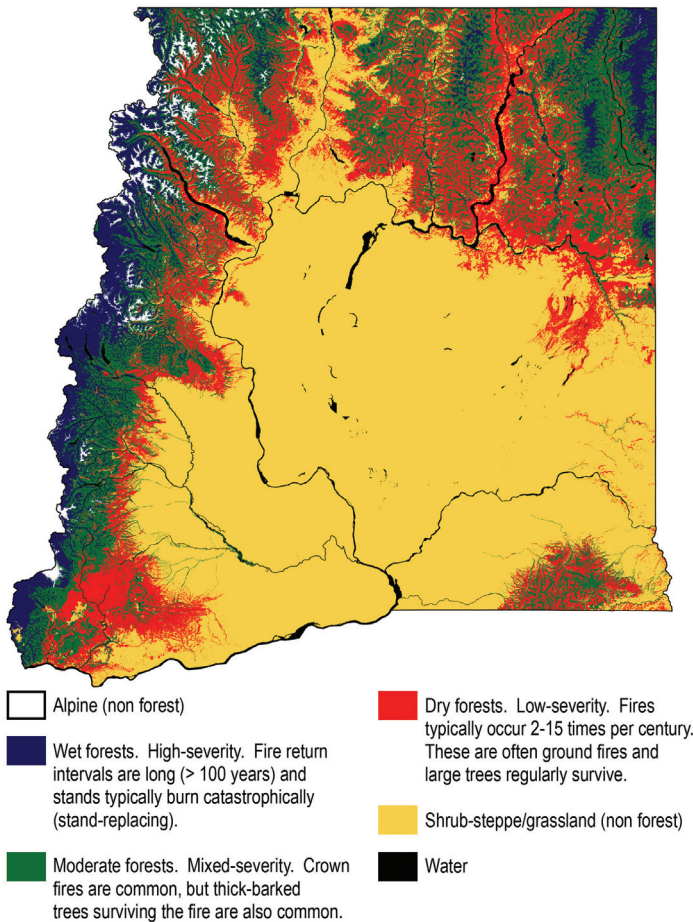 Alpine (non forest)
Wet forests.  High-severity.  Fire return
intervals are long (> 100 years) and
stands typically burn catastrophically
(stand-replacing).
Moderate forests.  Mixed-severity.  Crown
fires are common, but thick-barked
trees surviving the fire are also common.
Dry forests.  Low-severity.  Fires
typically occur 2-15 times per century.
These are often ground fires and
large trees regularly survive.
Shrub-steppe/grassland (non forest)
Water